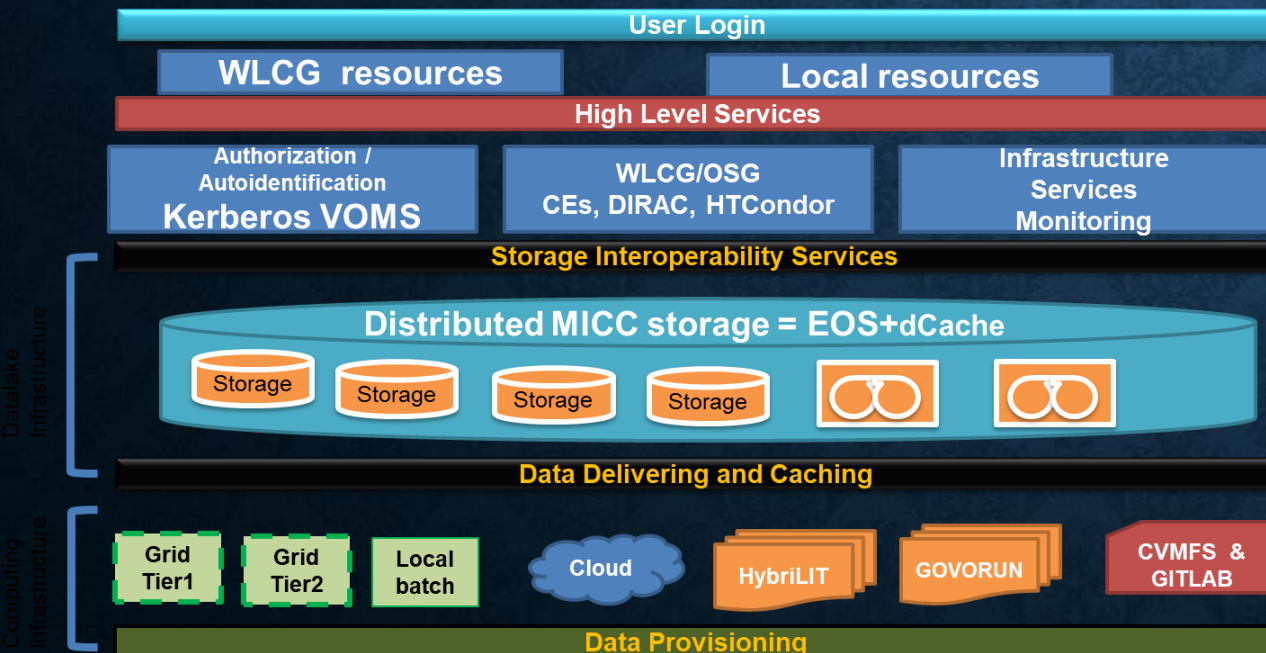 User Login
WLCG resources
Local resources
High Level Services
Authorization /
Autoidentification
Kerberos VOMS
WLCG/OSG
CEs, DIRAC, HTCondor
Infrastructure
Services
Monitoring
Storage Interoperability Services
Datalake
Infrastructure
Distributed MICC storage = EOS+dCache
Storage
Storage
Storage
Storage
Data Delivering and Caching
Computing
Infrastructure
Grid
Tier1
Grid
Tier2
Local
batch
Cloud
HybriLIT
GOVORUN
CVMFS &
GITLAB
Data Provisioning